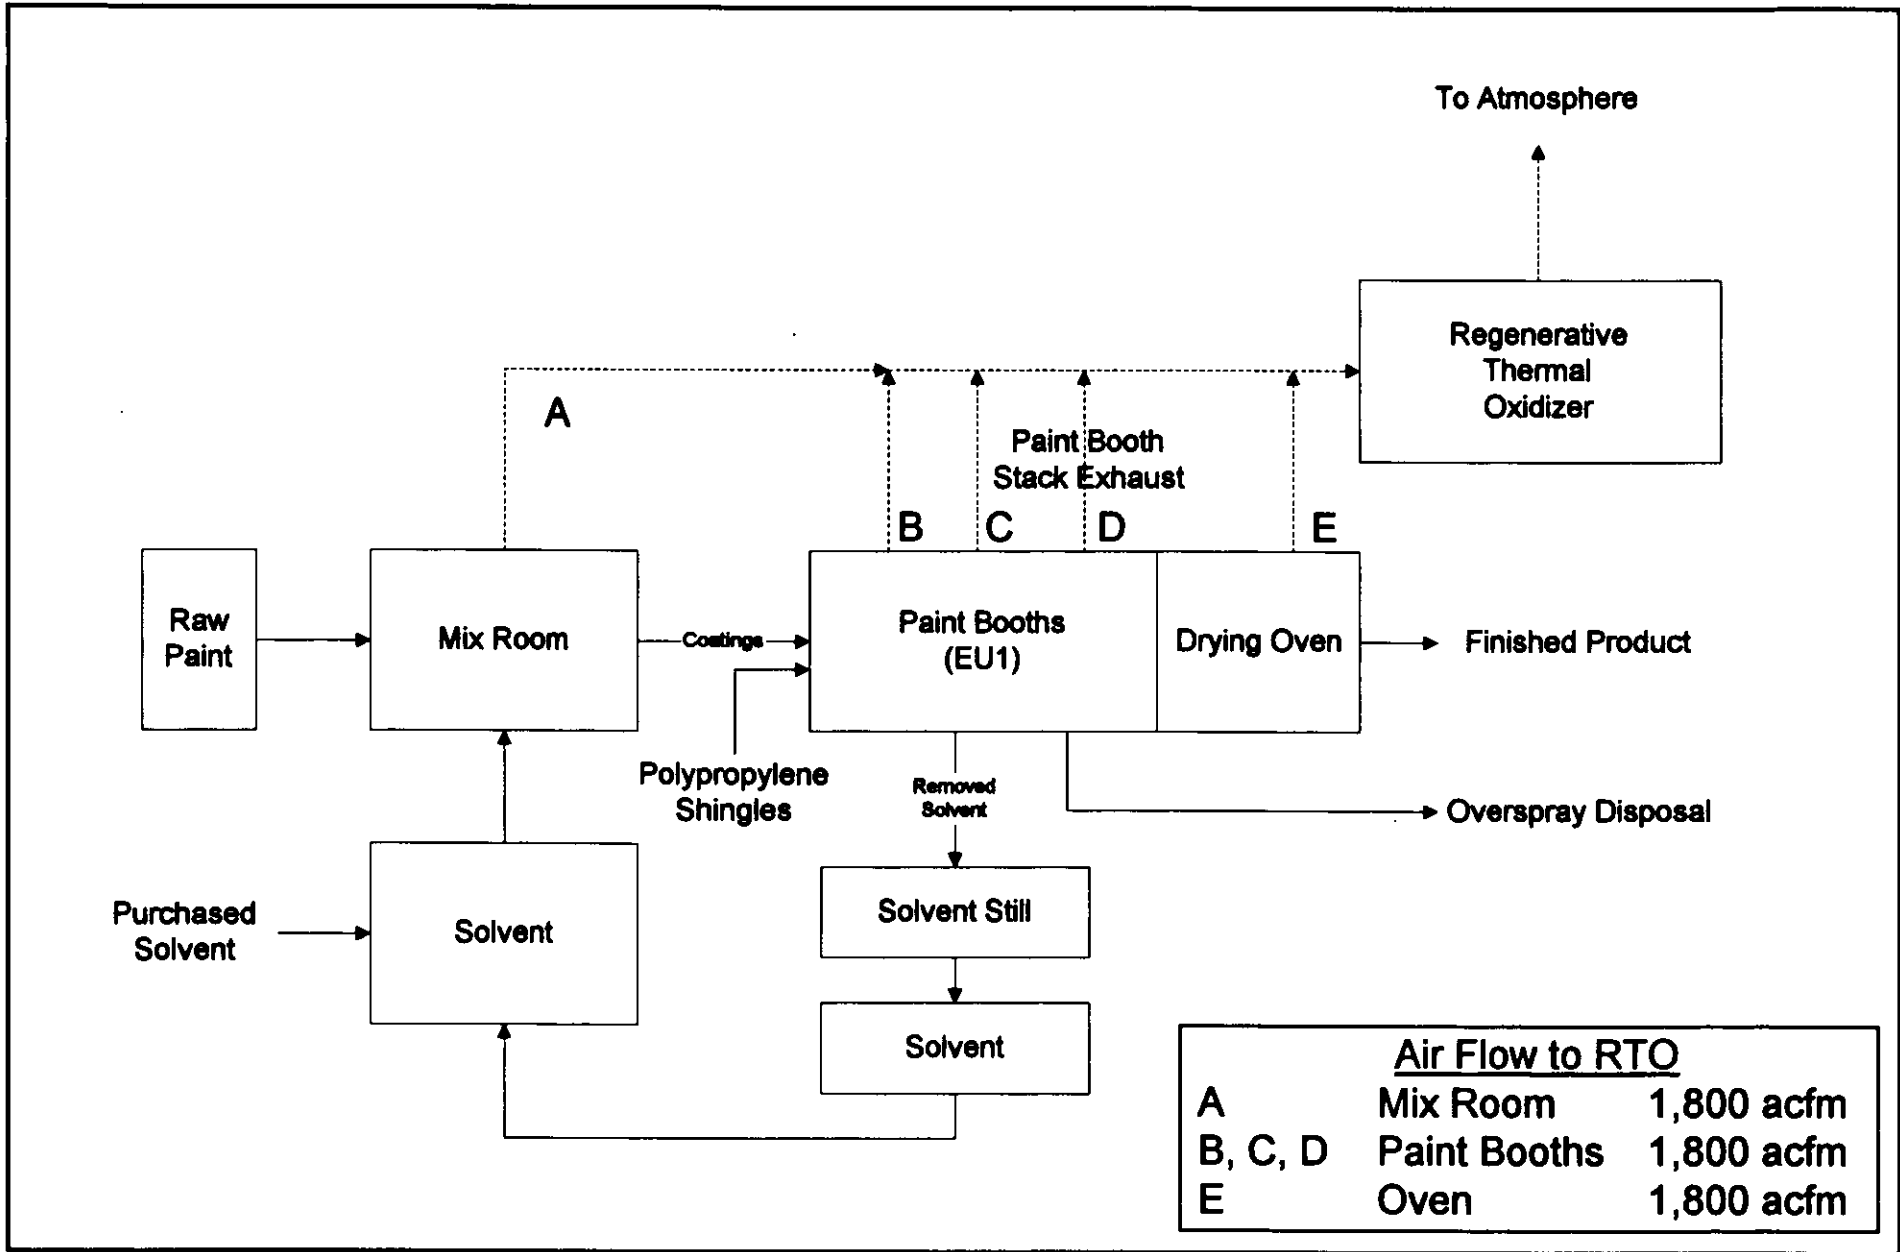 To Atmosphere
Regenerative
Thermal
Oxidizer
A
Paint Booth
Stack Exhaust
B
C
D
E
Raw
Paint
Mix Room
Coatings
Paint Booths
(EU1)
Drying Oven
Finished Product
Polypropylene
Shingles
Removed
Solvent
Overspray Disposal
Purchased
Solvent
Solvent
Solvent Still
Solvent
Air Flow to RTO
A Mix Room 1,800 acfm
B, C, D Paint Booths 1,800 acfm
E Oven 1,800 acfm